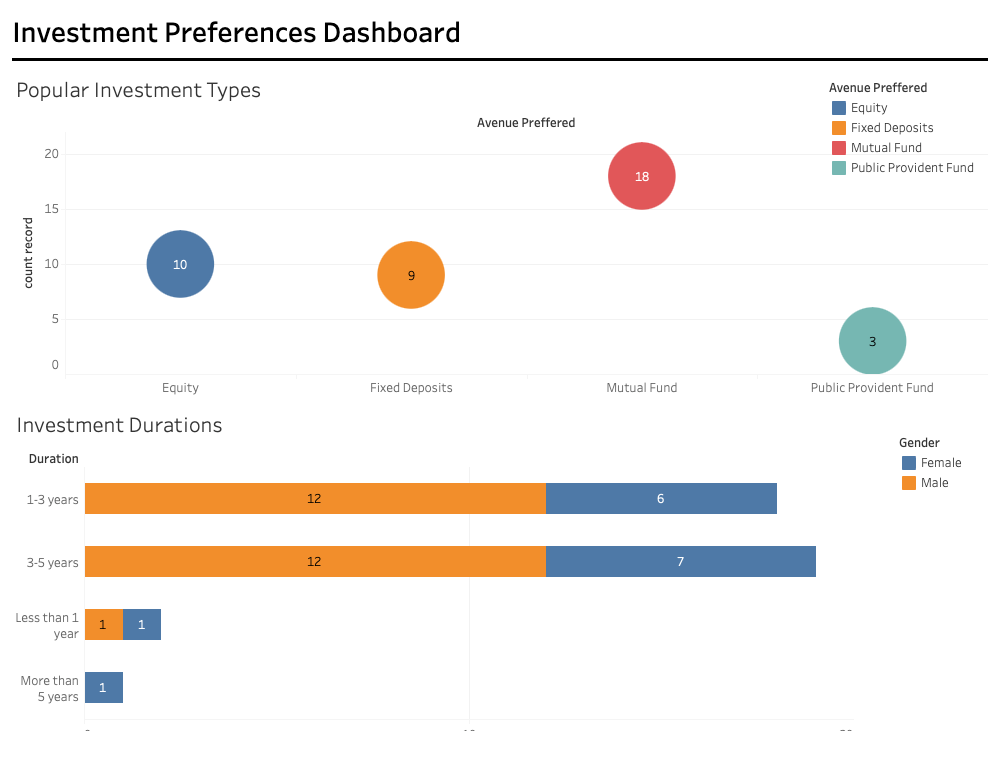 Investment Preferences Dashboard
Popular Investment Types
Avenue Preffered
Avenue Preffered
Equity
Fixed Deposits
Mutual Fund
Public Provident Fund
count record
20
15
10
5
0
10
9
18
3
Equity
Fixed Deposits
Mutual Fund
Public Provident Fund
Investment Durations
Gender
Female
Male
Duration
1-3 years
12
6
3-5 years
12
7
Less than 1
year
1
1
More than
5 years
1